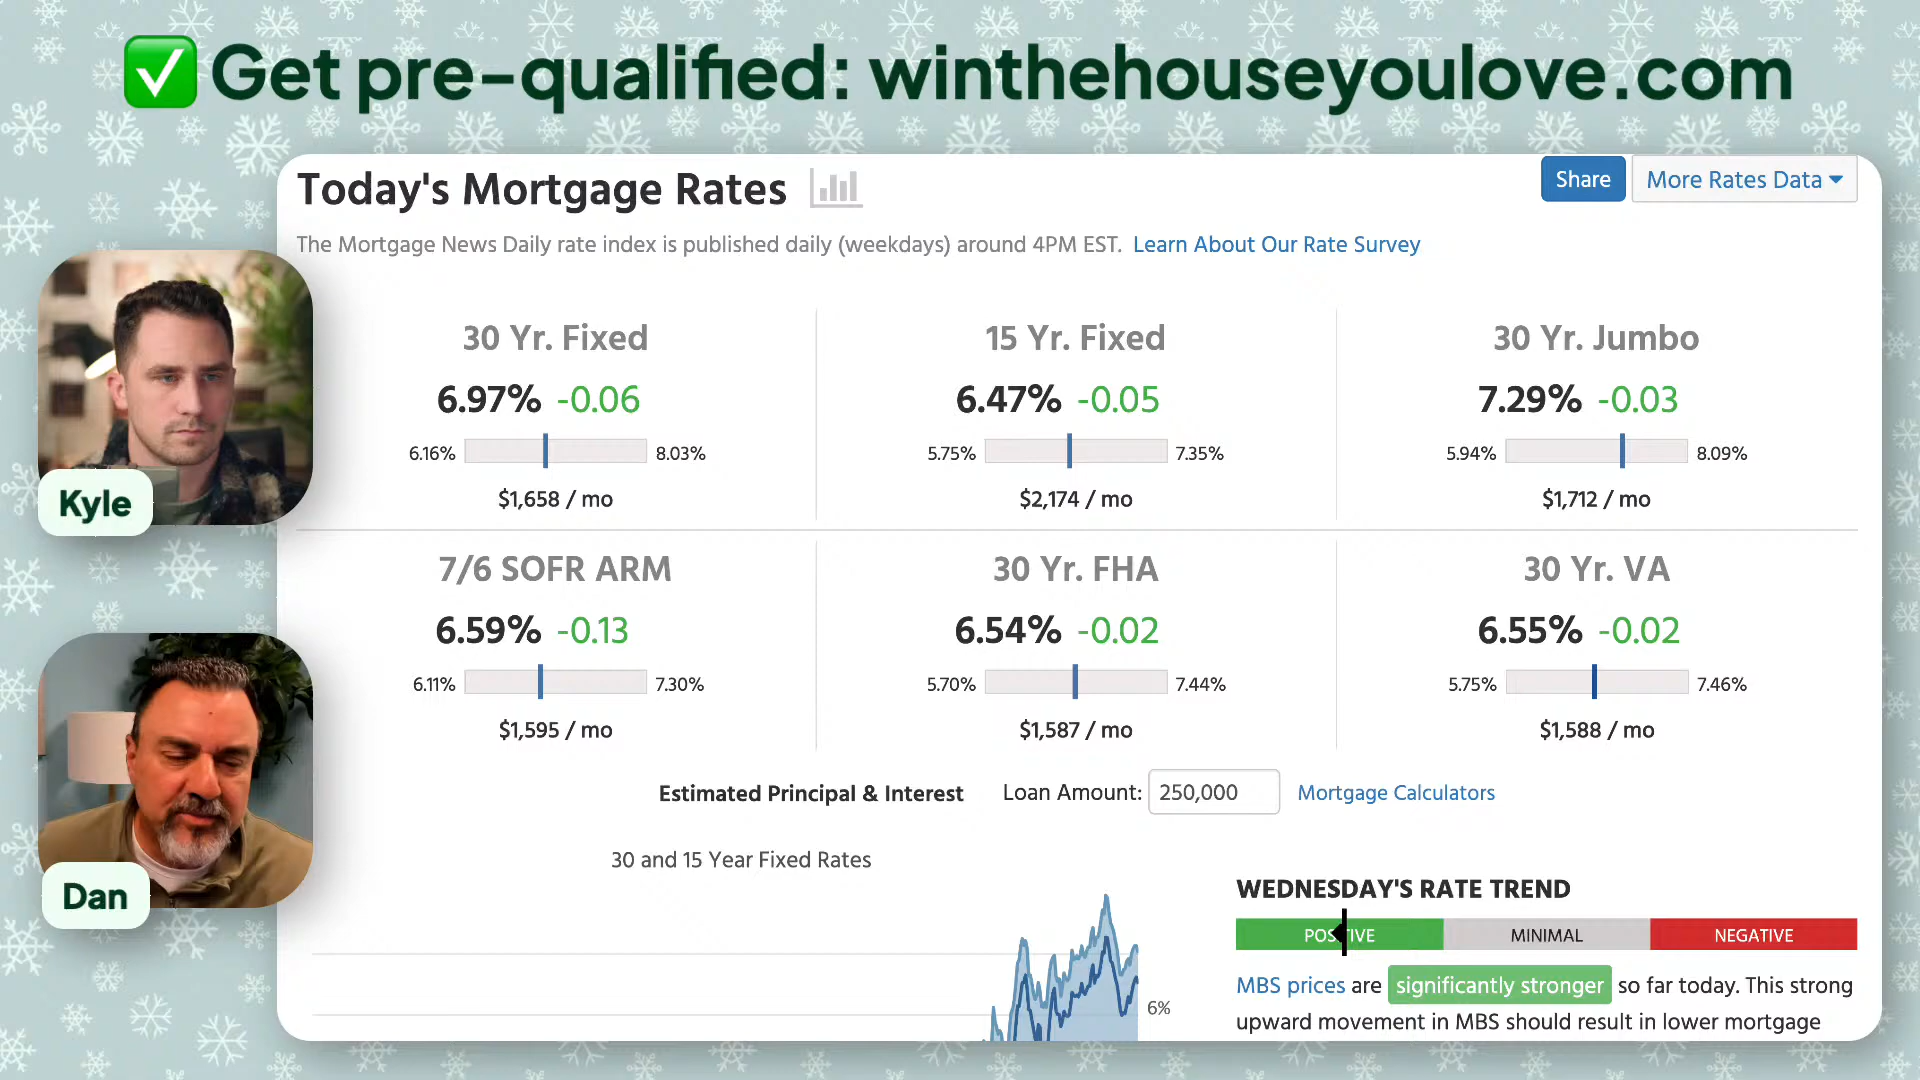 ✅ Get pre-qualified: winthehouseyoulove.com
Today's Mortgage Rates
Share
More Rates Data
The Mortgage News Daily rate index is published daily (weekdays) around 4PM EST. Learn About Our Rate Survey
30 Yr. Fixed
6.97% -0.06
6.16% 8.03%
$1,658 / mo
15 Yr. Fixed
6.47% -0.05
5.75% 7.35%
$2,174 / mo
30 Yr. Jumbo
7.29% -0.03
5.94% 8.09%
$1,712 / mo
Kyle
7/6 SOFR ARM
6.59% -0.13
6.11% 7.30%
$1,595 / mo
30 Yr. FHA
6.54% -0.02
5.70% 7.44%
$1,587 / mo
30 Yr. VA
6.55% -0.02
5.75% 7.46%
$1,588 / mo
Dan
Estimated Principal & Interest Loan Amount: 250,000 Mortgage Calculators
30 and 15 Year Fixed Rates
6%
WEDNESDAY'S RATE TREND
POSITIVE MINIMAL NEGATIVE
MBS prices are significantly stronger so far today. This strong
upward movement in MBS should result in lower mortgage